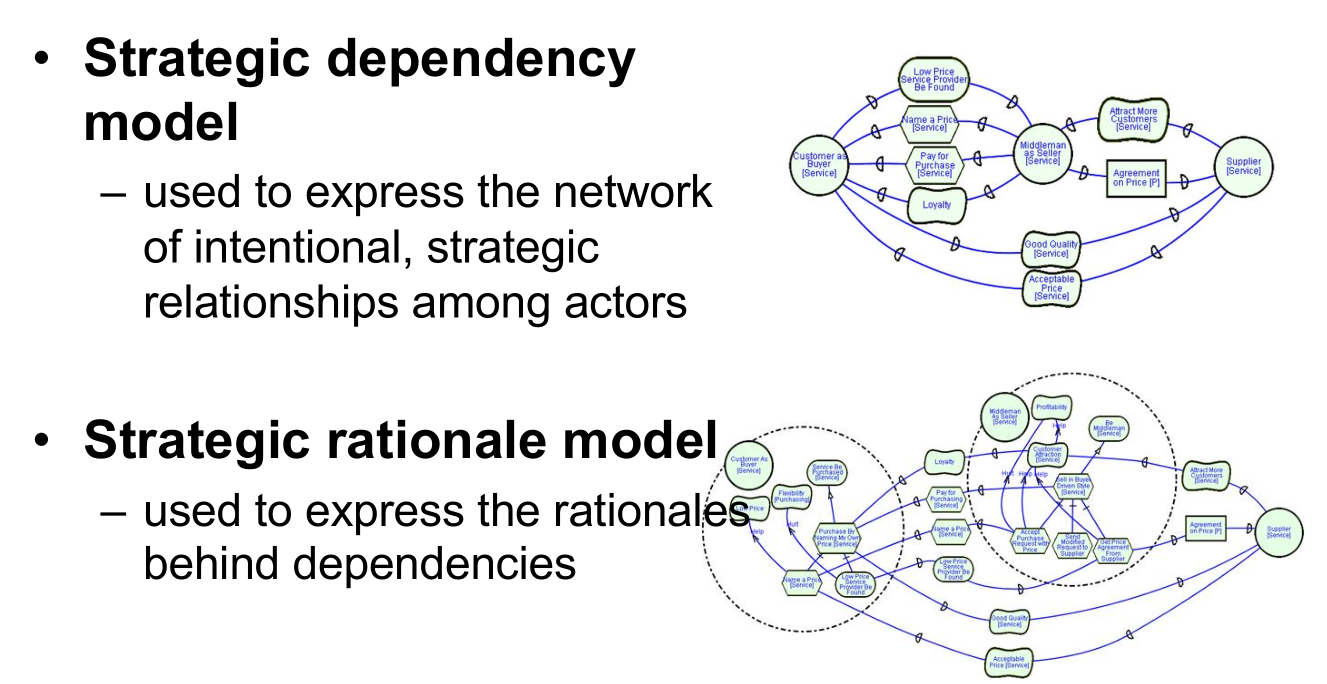 • Strategic dependency
model
– used to express the network
of intentional, strategic
relationships among actors
Low Price
Service Provider
Be Found
Name a Price
[Service]
Pay for
Purchase
[Service]
Loyalty
Customer as
Buyer
[Service]
Middleman
as Seller
[Service]
Attract More
Customers
[Service]
Agreement
on Price [P]
Supplier
[Service]
Good Quality
[Service]
Acceptable
Price
[Service]
• Strategic rationale model
– used to express the rationales
behind dependencies
Customer As
Buyer
[Service]
Service Be
Purchased
[Service]
Flexibility
[Purchasing]
Price
Help
Hurt
Purchase By
Naming My Own
Price [Service]
Name a Price
[Service]
Low Price
Service
Provider Be
Found
Loyalty
Pay for
Purchasing
[Service]
Name a Price
[Service]
Low Price
Service
Provider Be
Found
Middleman
As Seller
[Service]
Profitability
Help
Be
Middleman
[Service]
Customer
Attraction
[Service]
Hurt
Help
Help
Sell in Buyer
Driven Style
[Service]
Accept
Purchase
Request with
Price
Send
Modified
Request to
Supplier
Get Price
Agreement
From
Supplier
Attract More
Customers
[Service]
Agreement
on Price [P]
Supplier
[Service]
Good Quality
[Service]
Acceptable
Price [Service]